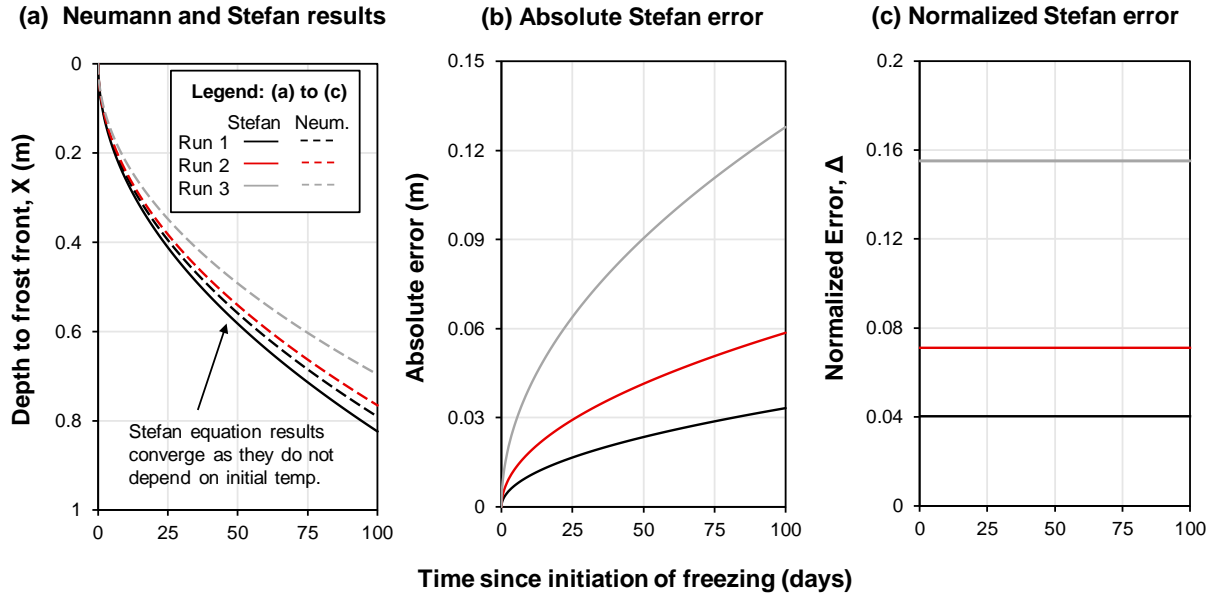 (a) Neumann and Stefan results
(b) Absolute Stefan error
(c) Normalized Stefan error
Depth to frost front, X (m)
0
0.2
0.4
0.6
0.8
1
0
25
50
75
100
Legend: (a) to (c)
Stefan Neum.
Run 1
Run 2
Run 3
Stefan equation results
converge as they do not
depend on initial temp.
Absolute error (m)
0.15
0.12
0.09
0.06
0.03
0
0
25
50
75
100
Normalized Error, Δ
0.2
0.16
0.12
0.08
0.04
0
0
25
50
75
100
Time since initiation of freezing (days)